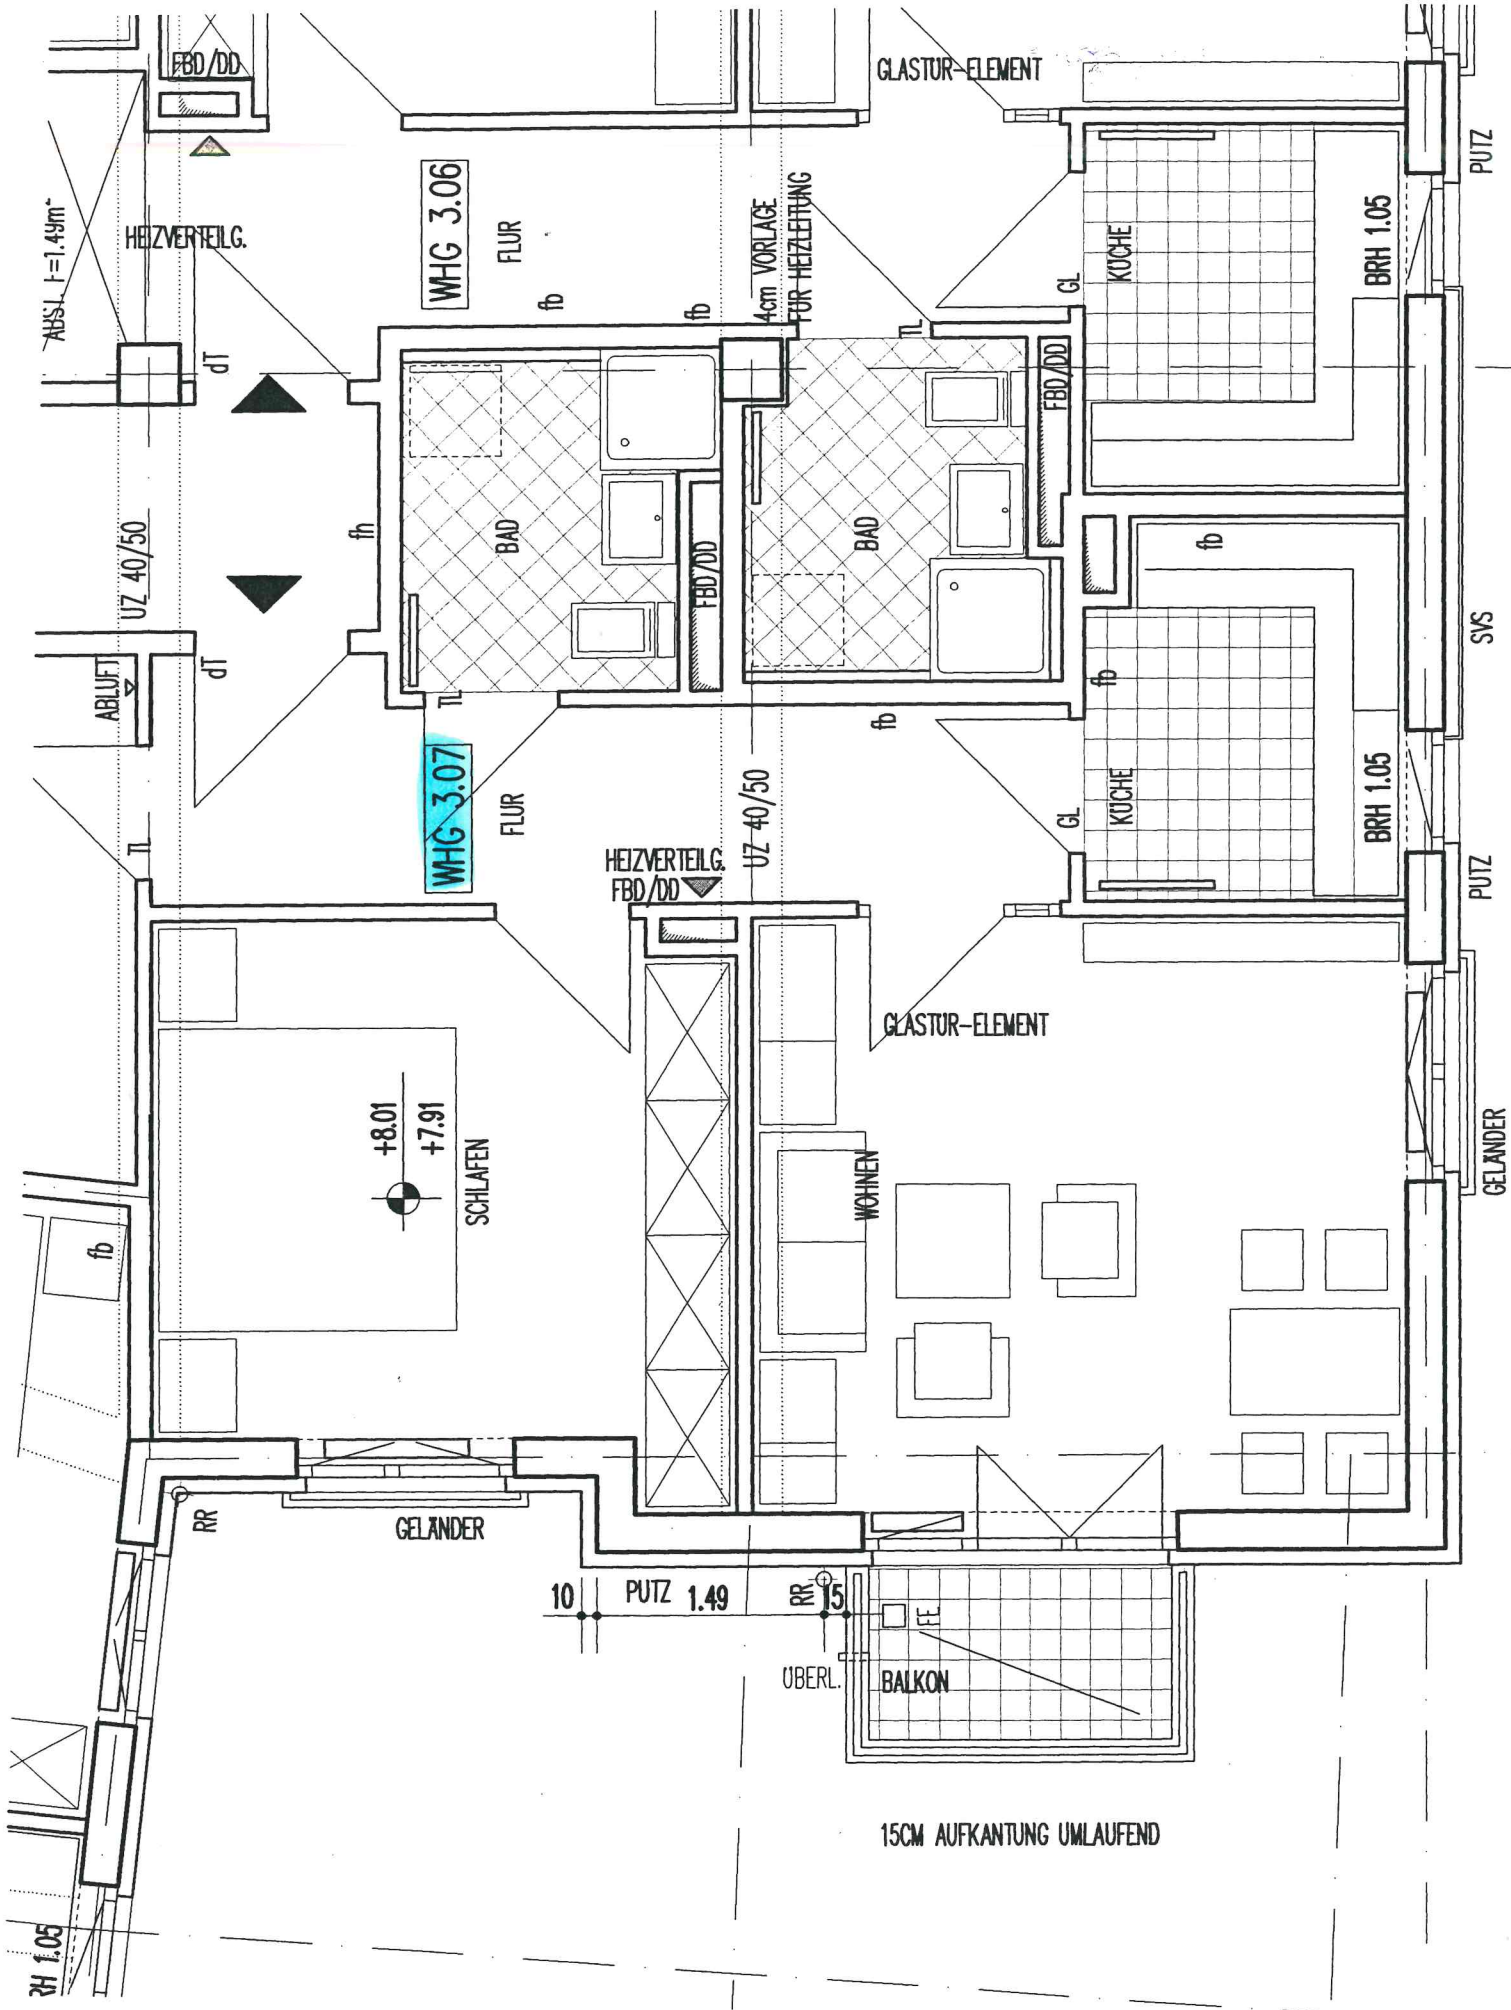 FBD/DD
GLASTÜR-ELEMENT
PUTZ
HEIZVERTEILG.
WHG 3.06
FLUR
4cm VORLAGE
FÜR HEIZLEITUNG
KÜCHE
GL
BRH 1.05
fb
fb
TL
dT
FBD/DD
UZ 40/50
fh
BAD
FBD/DD
BAD
fb
SVS
ABLUFT
dT
TL
fb
fb
WHG 3.07
FLUR
HEIZVERTEILG.
FBD/DD
UZ 40/50
GL
KÜCHE
BRH 1.05
PUTZ
TL
GLASTÜR-ELEMENT
+8.01
+7.91
SCHLAFEN
WOHNEN
GELÄNDER
fb
RR
GELÄNDER
10
PUTZ 1.49
RR
15
FE
ÜBERL.
BALKON
15CM AUFKANTUNG UMLAUFEND
RH 1.05